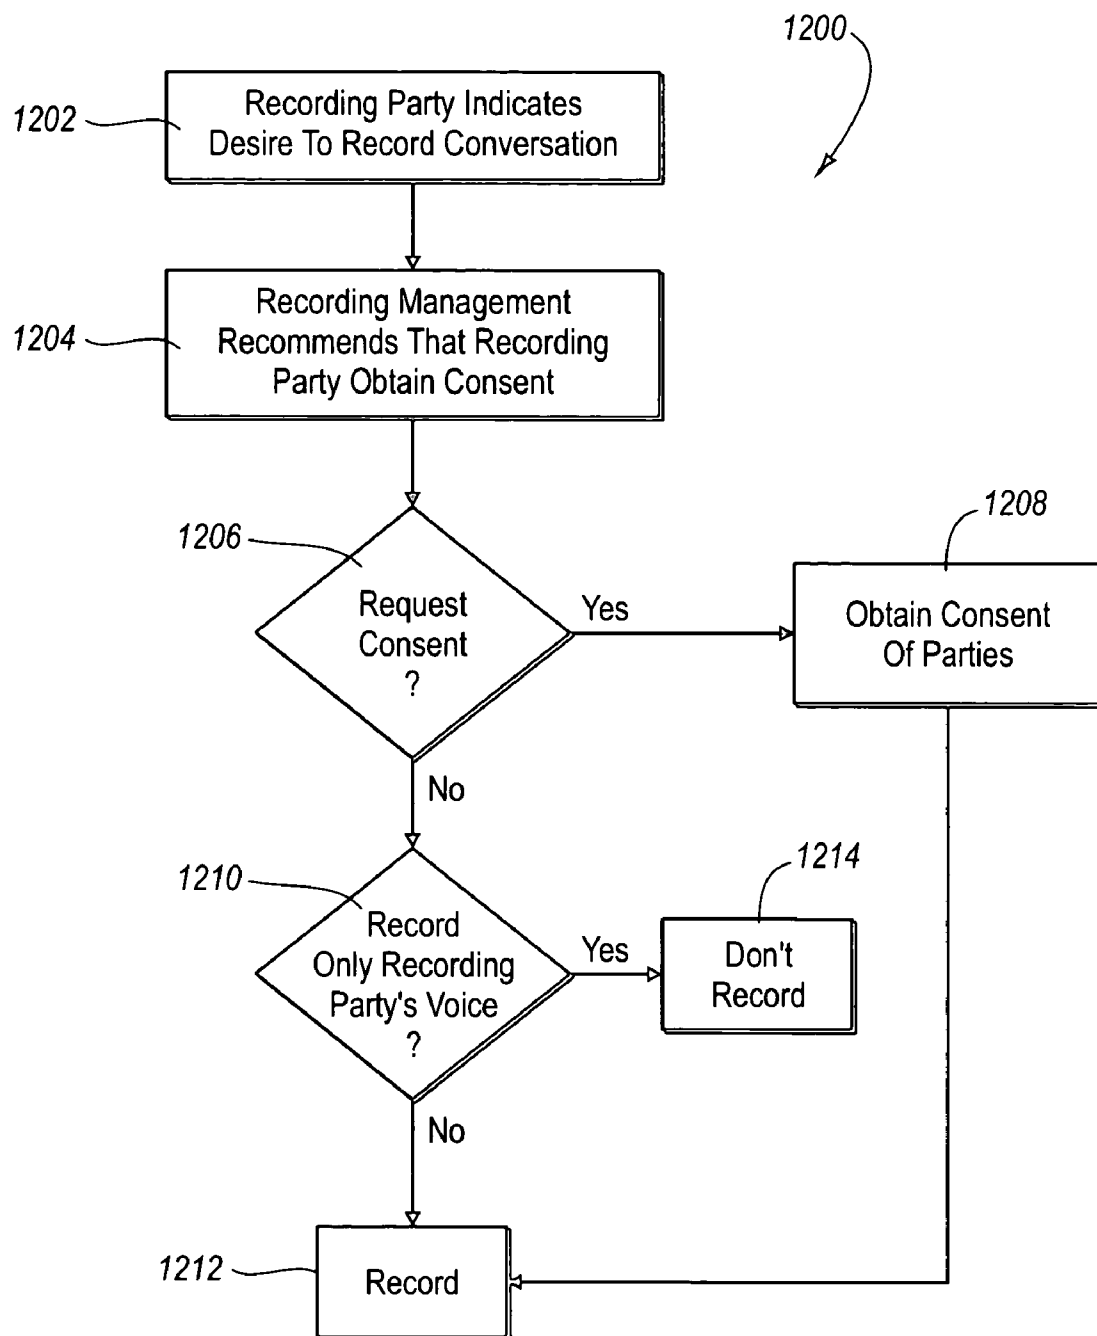 1200
1202
Recording Party Indicates
Desire To Record Conversation
1204
Recording Management
Recommends That Recording
Party Obtain Consent
1206
Request
Consent
?
Yes
1208
Obtain Consent
Of Parties
No
1210
Record
Only Recording
Party's Voice
?
Yes
1214
Don't
Record
No
1212
Record